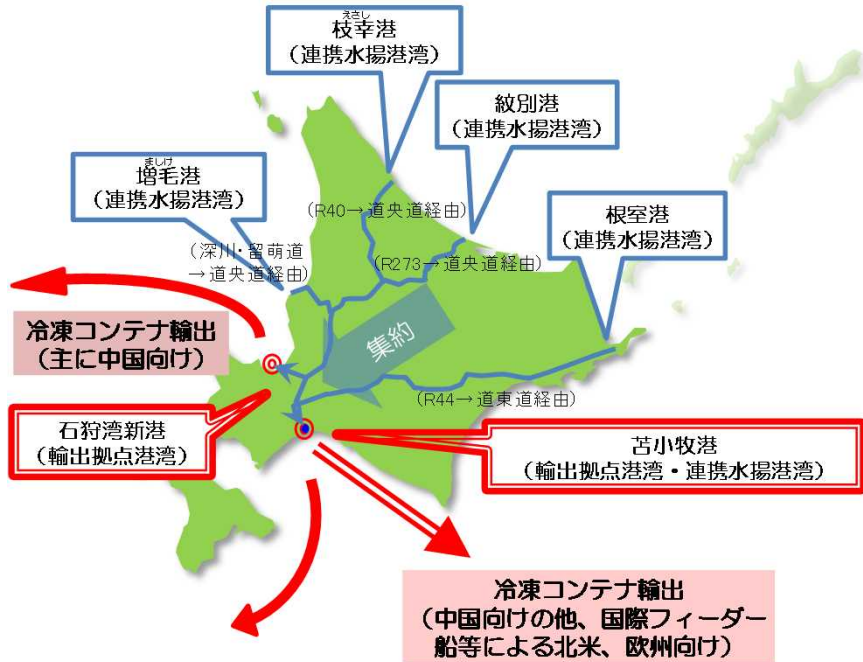 えさし
枝幸港
（連携水揚港湾）
紋別港
（連携水揚港湾）
ましけ
増毛港
（連携水揚港湾）
根室港
（連携水揚港湾）
（R40→道央道経由）
（深川・留萌道
→道央道経由）
（R273→道央道経由）
冷凍コンテナ輸出
（主に中国向け）
集約
（R44→道東道経由）
石狩湾新港
（輸出拠点港湾）
苫小牧港
（輸出拠点港湾・連携水揚港湾）
冷凍コンテナ輸出
（中国向けの他、国際フィーダー
船等による北米、欧州向け）